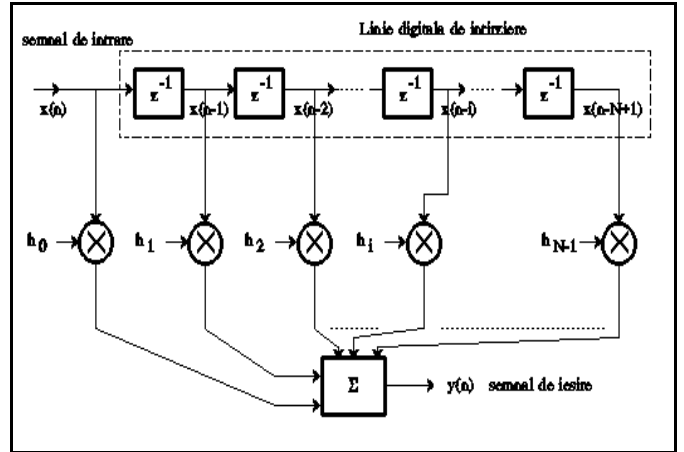 Linie digitala de intirziere
semnal de intrare
z-1 z-1 z-1 z-1
x(n) x(n-1) x(n-2) x(n-i) x(n-N+1)
h0 h1 h2 hi hN-1
Σ y(n) semnal de iesire